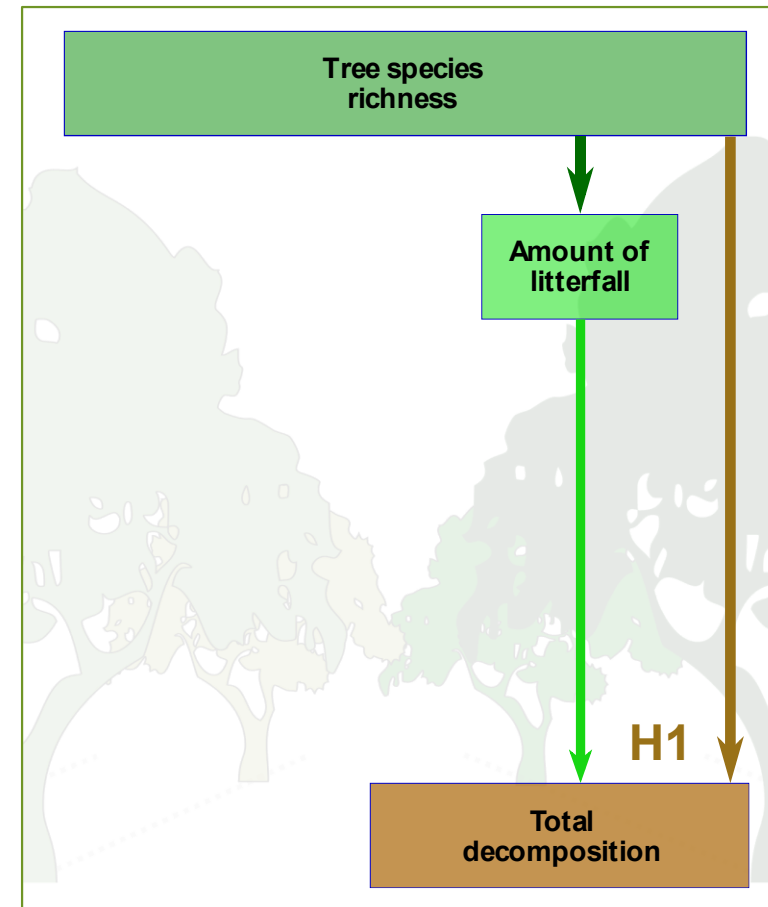 Tree species
richness
Amount of
litterfall
H1
Total
decomposition